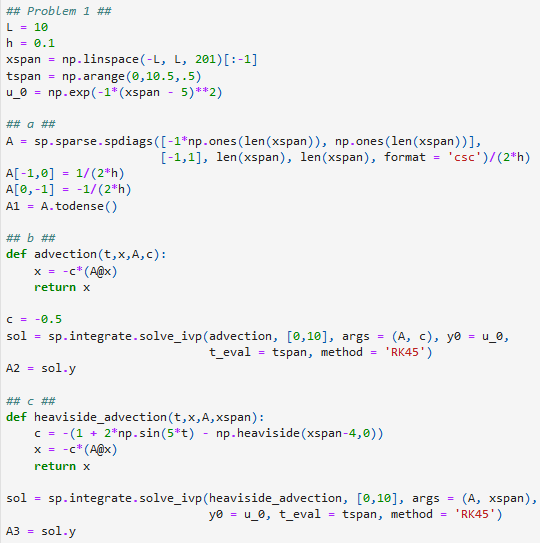 ## Problem 1 ##
L = 10
h = 0.1
xspan = np.linspace(-L, L, 201)[:-1]
tspan = np.arange(0,10.5,.5)
u_0 = np.exp(-1*(xspan - 5)**2)

## a ##
A = sp.sparse.spdiags([-1*np.ones(len(xspan)), np.ones(len(xspan))],
                      [-1,1], len(xspan), len(xspan), format = 'csc')/(2*h)
A[-1,0] = 1/(2*h)
A[0,-1] = -1/(2*h)
A1 = A.todense()

## b ##
def advection(t,x,A,c):
    x = -c*(A@x)
    return x

c = -0.5
sol = sp.integrate.solve_ivp(advection, [0,10], args = (A, c), y0 = u_0,
                             t_eval = tspan, method = 'RK45')
A2 = sol.y

## c ##
def heaviside_advection(t,x,A,xspan):
    c = -(1 + 2*np.sin(5*t) - np.heaviside(xspan-4,0))
    x = -c*(A@x)
    return x

sol = sp.integrate.solve_ivp(heaviside_advection, [0,10], args = (A, xspan),
                             y0 = u_0, t_eval = tspan, method = 'RK45')
A3 = sol.y